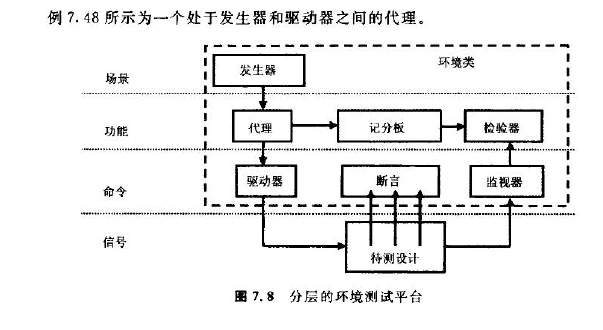 例 7.48 所示为一个处于发生器和驱动器之间的代理。
环境类
发生器
场景
功能
代理
记分板
检验器
命令
驱动器
断言
监视器
信号
待测设计
图 7.8 分层的环境测试平台